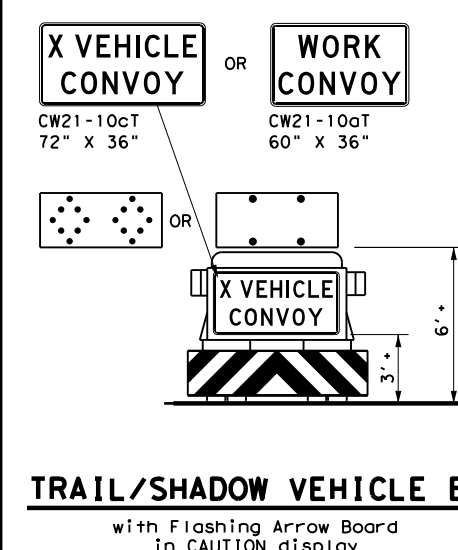 X VEHICLE
CONVOY
OR
WORK
CONVOY
CW21-10cT
72" X 36"
CW21-10aT
60" X 36"
OR
X VEHICLE
CONVOY
3'+
6'+
TRAIL/SHADOW VEHICLE B
with Flashing Arrow Board
in CAUTION display